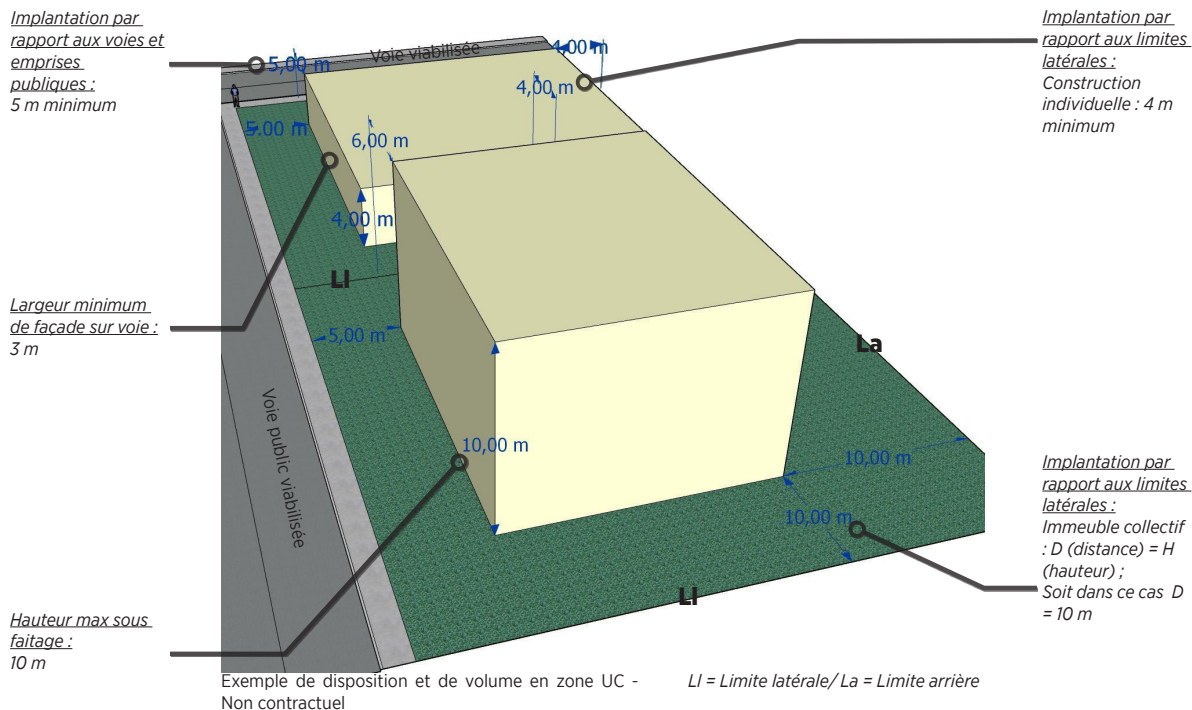 Implantation par
rapport aux voies et
emprises
publiques :
5 m minimum
Voie viabilisée
5,00 m
4,00 m
4,00 m
Implantation par
rapport aux limites
latérales :
Construction
individuelle : 4 m
minimum
5.00 m
6,00 m
4,00 m
Ll
Largeur minimum
de façade sur voie :
3 m
5,00 m
La
Voie public viabilisée
10,00 m
10,00 m
10,00 m
Implantation par
rapport aux limites
latérales :
Immeuble collectif
: D (distance) = H
(hauteur) ;
Soit dans ce cas D
= 10 m
Ll
Hauteur max sous
faitage :
10 m
Exemple de disposition et de volume en zone UC -
Non contractuel
Ll = Limite latérale/ La = Limite arrière